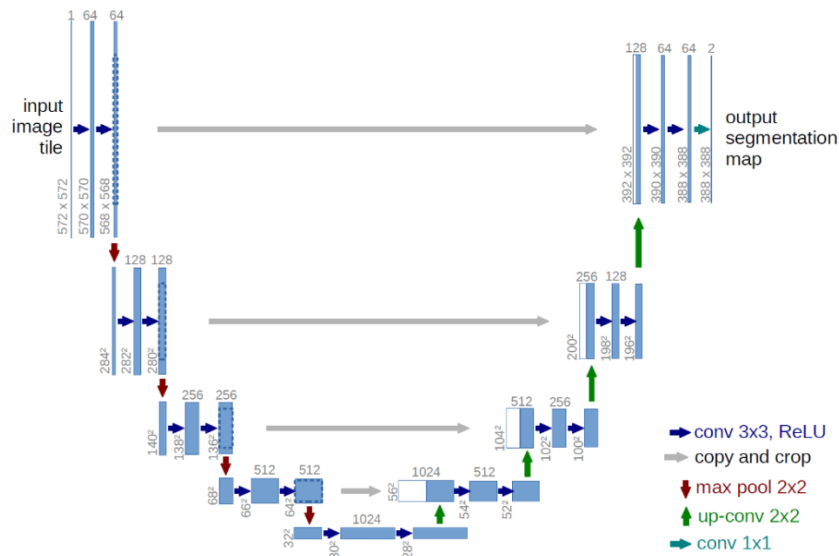 1 64 64
input
image
tile
572 x 572
570 x 570
568 x 568
128 64 64 2
output
segmentation
map
392 x 392
390 x 390
388 x 388
388 x 388
128 128
284²
282²
280²
256 128
200²
198²
196²
256 256
140²
138²
136²
512 256
104²
102²
100²
512 512
68²
66²
64²
1024 512
56²
54²
52²
1024
32²
30²
28²
conv 3x3, ReLU
copy and crop
max pool 2x2
up-conv 2x2
conv 1x1